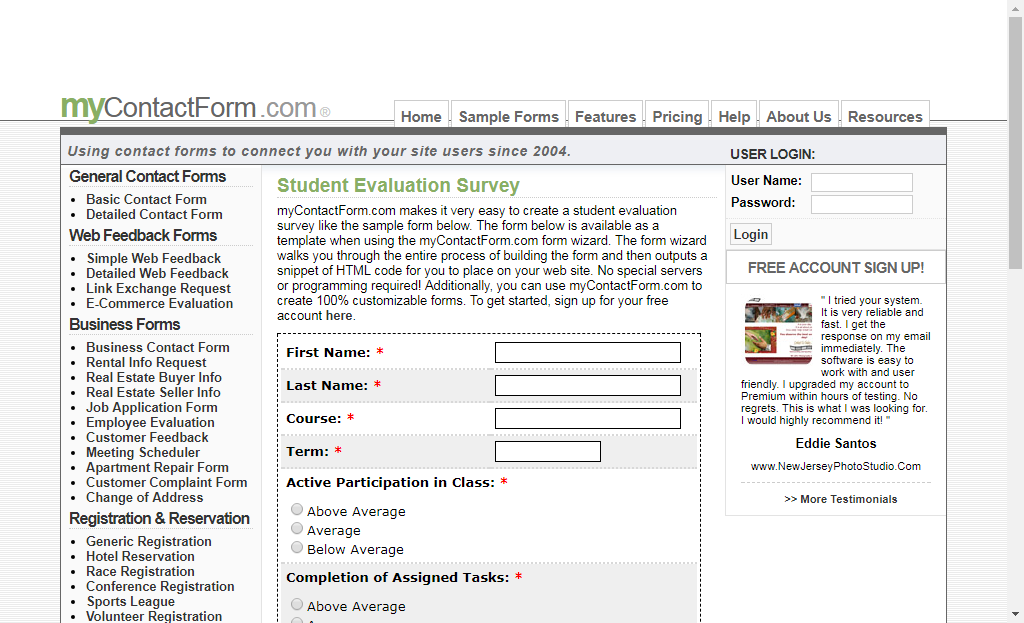 myContactForm.com®
Home
Sample Forms
Features
Pricing
Help
About Us
Resources
Using contact forms to connect you with your site users since 2004.
USER LOGIN:
General Contact Forms
Basic Contact Form
Detailed Contact Form
Web Feedback Forms
Simple Web Feedback
Detailed Web Feedback
Link Exchange Request
E-Commerce Evaluation
Business Forms
Business Contact Form
Rental Info Request
Real Estate Buyer Info
Real Estate Seller Info
Job Application Form
Employee Evaluation
Customer Feedback
Meeting Scheduler
Apartment Repair Form
Customer Complaint Form
Change of Address
Registration & Reservation
Generic Registration
Hotel Reservation
Race Registration
Conference Registration
Sports League
Volunteer Registration
Student Evaluation Survey
myContactForm.com makes it very easy to create a student evaluation
survey like the sample form below. The form below is available as a
template when using the myContactForm.com form wizard. The form wizard
walks you through the entire process of building the form and then outputs a
snippet of HTML code for you to place on your web site. No special servers
or programming required! Additionally, you can use myContactForm.com to
create 100% customizable forms. To get started, sign up for your free
account here.
First Name: *
Last Name: *
Course: *
Term: *
Active Participation in Class: *
Above Average
Average
Below Average
Completion of Assigned Tasks: *
Above Average
User Name:
Password:
Login
FREE ACCOUNT SIGN UP!
" I tried your system.
It is very reliable and
fast. I get the
response on my email
immediately. The
software is easy to
work with and user
friendly. I upgraded my account to
Premium within hours of testing. No
regrets. This is what I was looking for.
I would highly recommend it! "
Eddie Santos
www.NewJerseyPhotoStudio.Com
>> More Testimonials